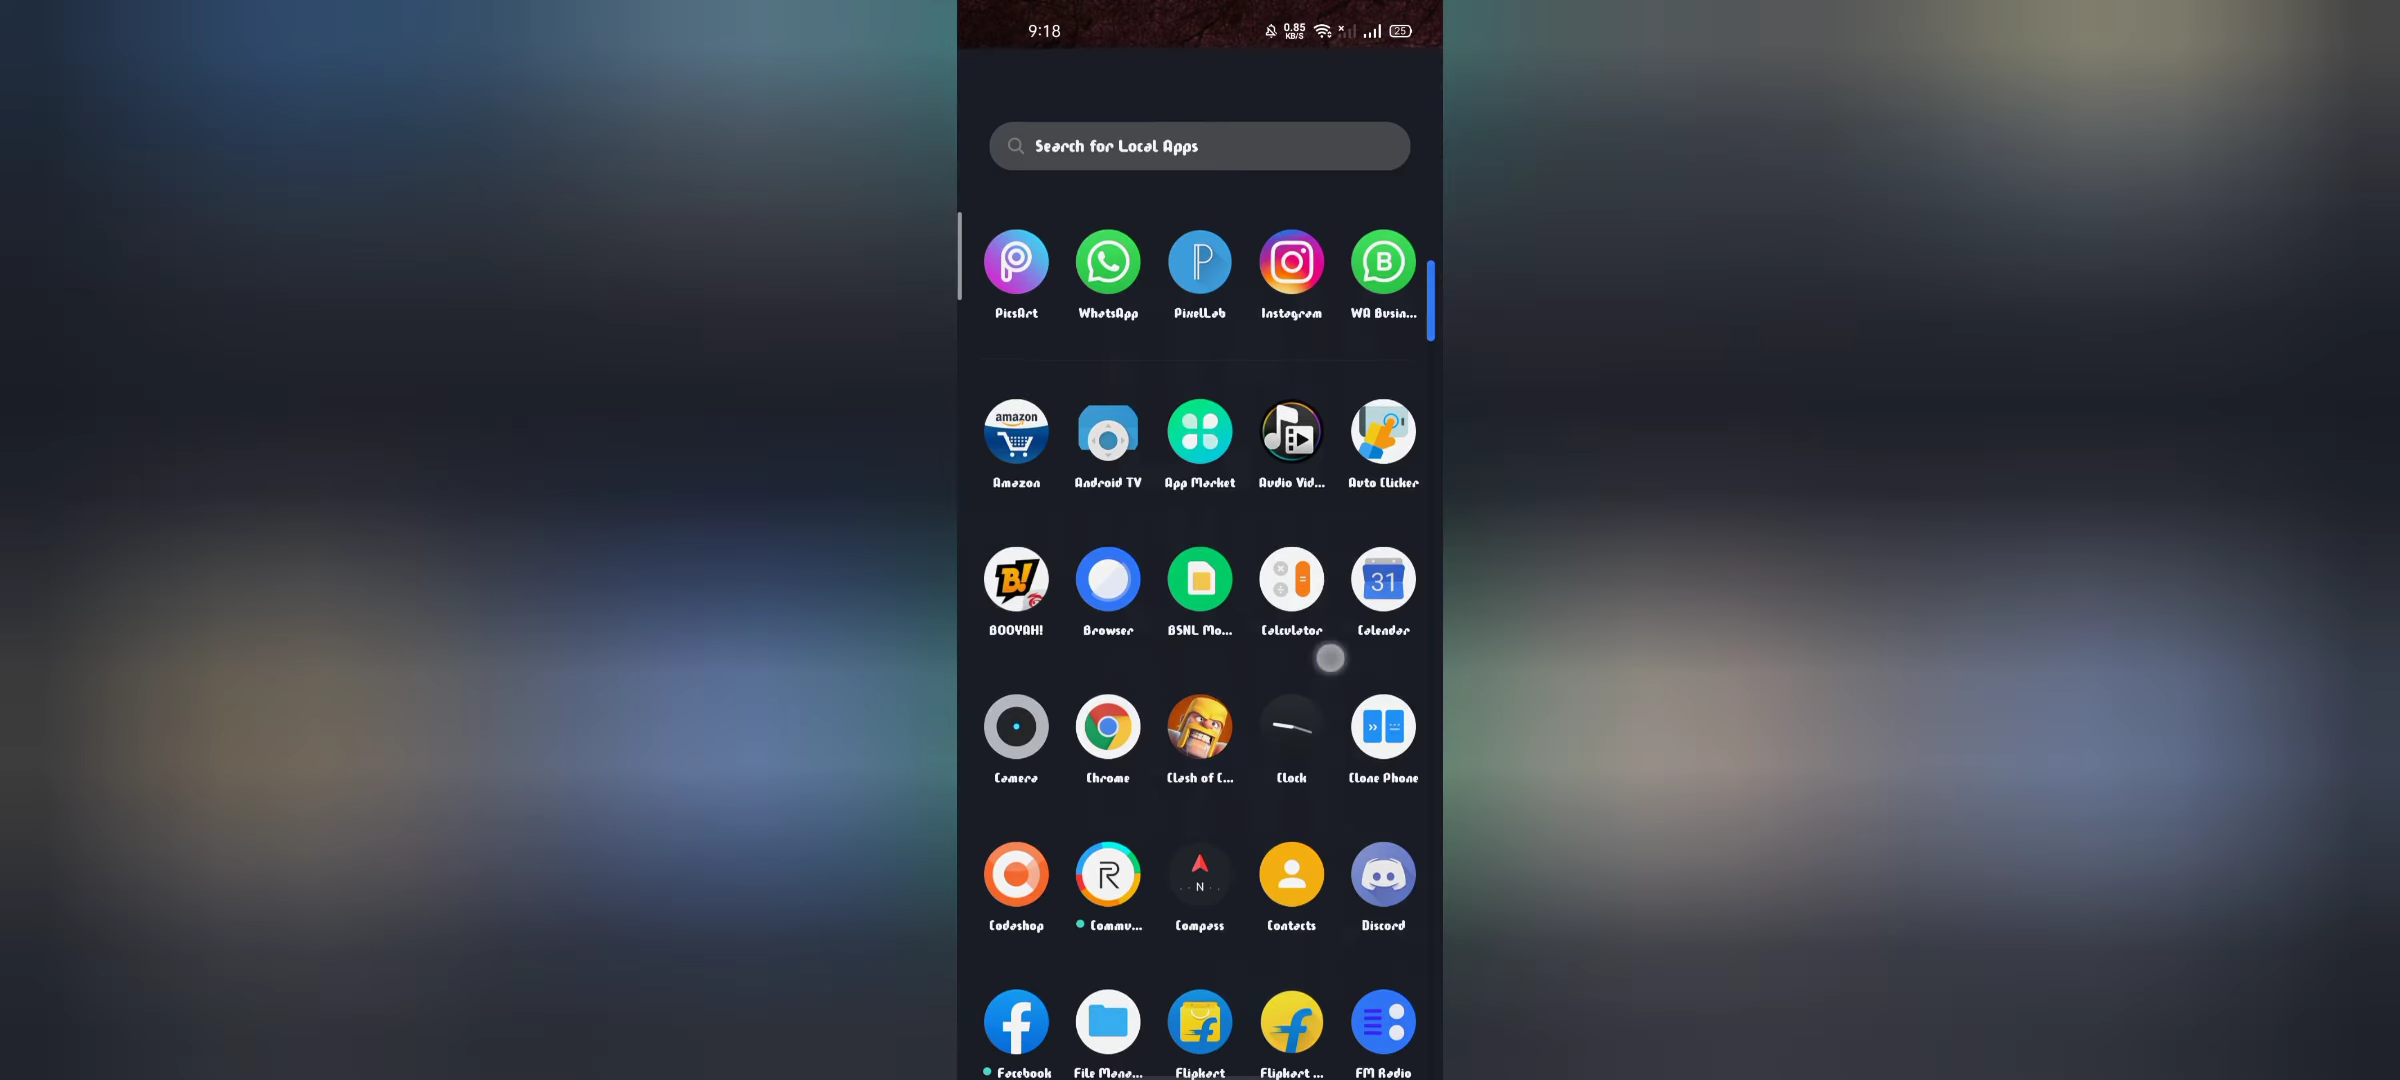 9:18
0.85
KB/S
25
Search for Local Apps
PicsArt WhatsApp PixelLab Instagram WA Busin...
amazon
Amazon Android TV App Market Audio Vid... Auto Clicker
B!
31
BOOYAH! Browser BSNL Mo... Calculator Calendar
Camera Chrome Clash of C... Clock Clone Phone
N
Codashop Commu... Compass Contacts Discord
Facebook File Mana... Flipkart Flipkart ... FM Radio